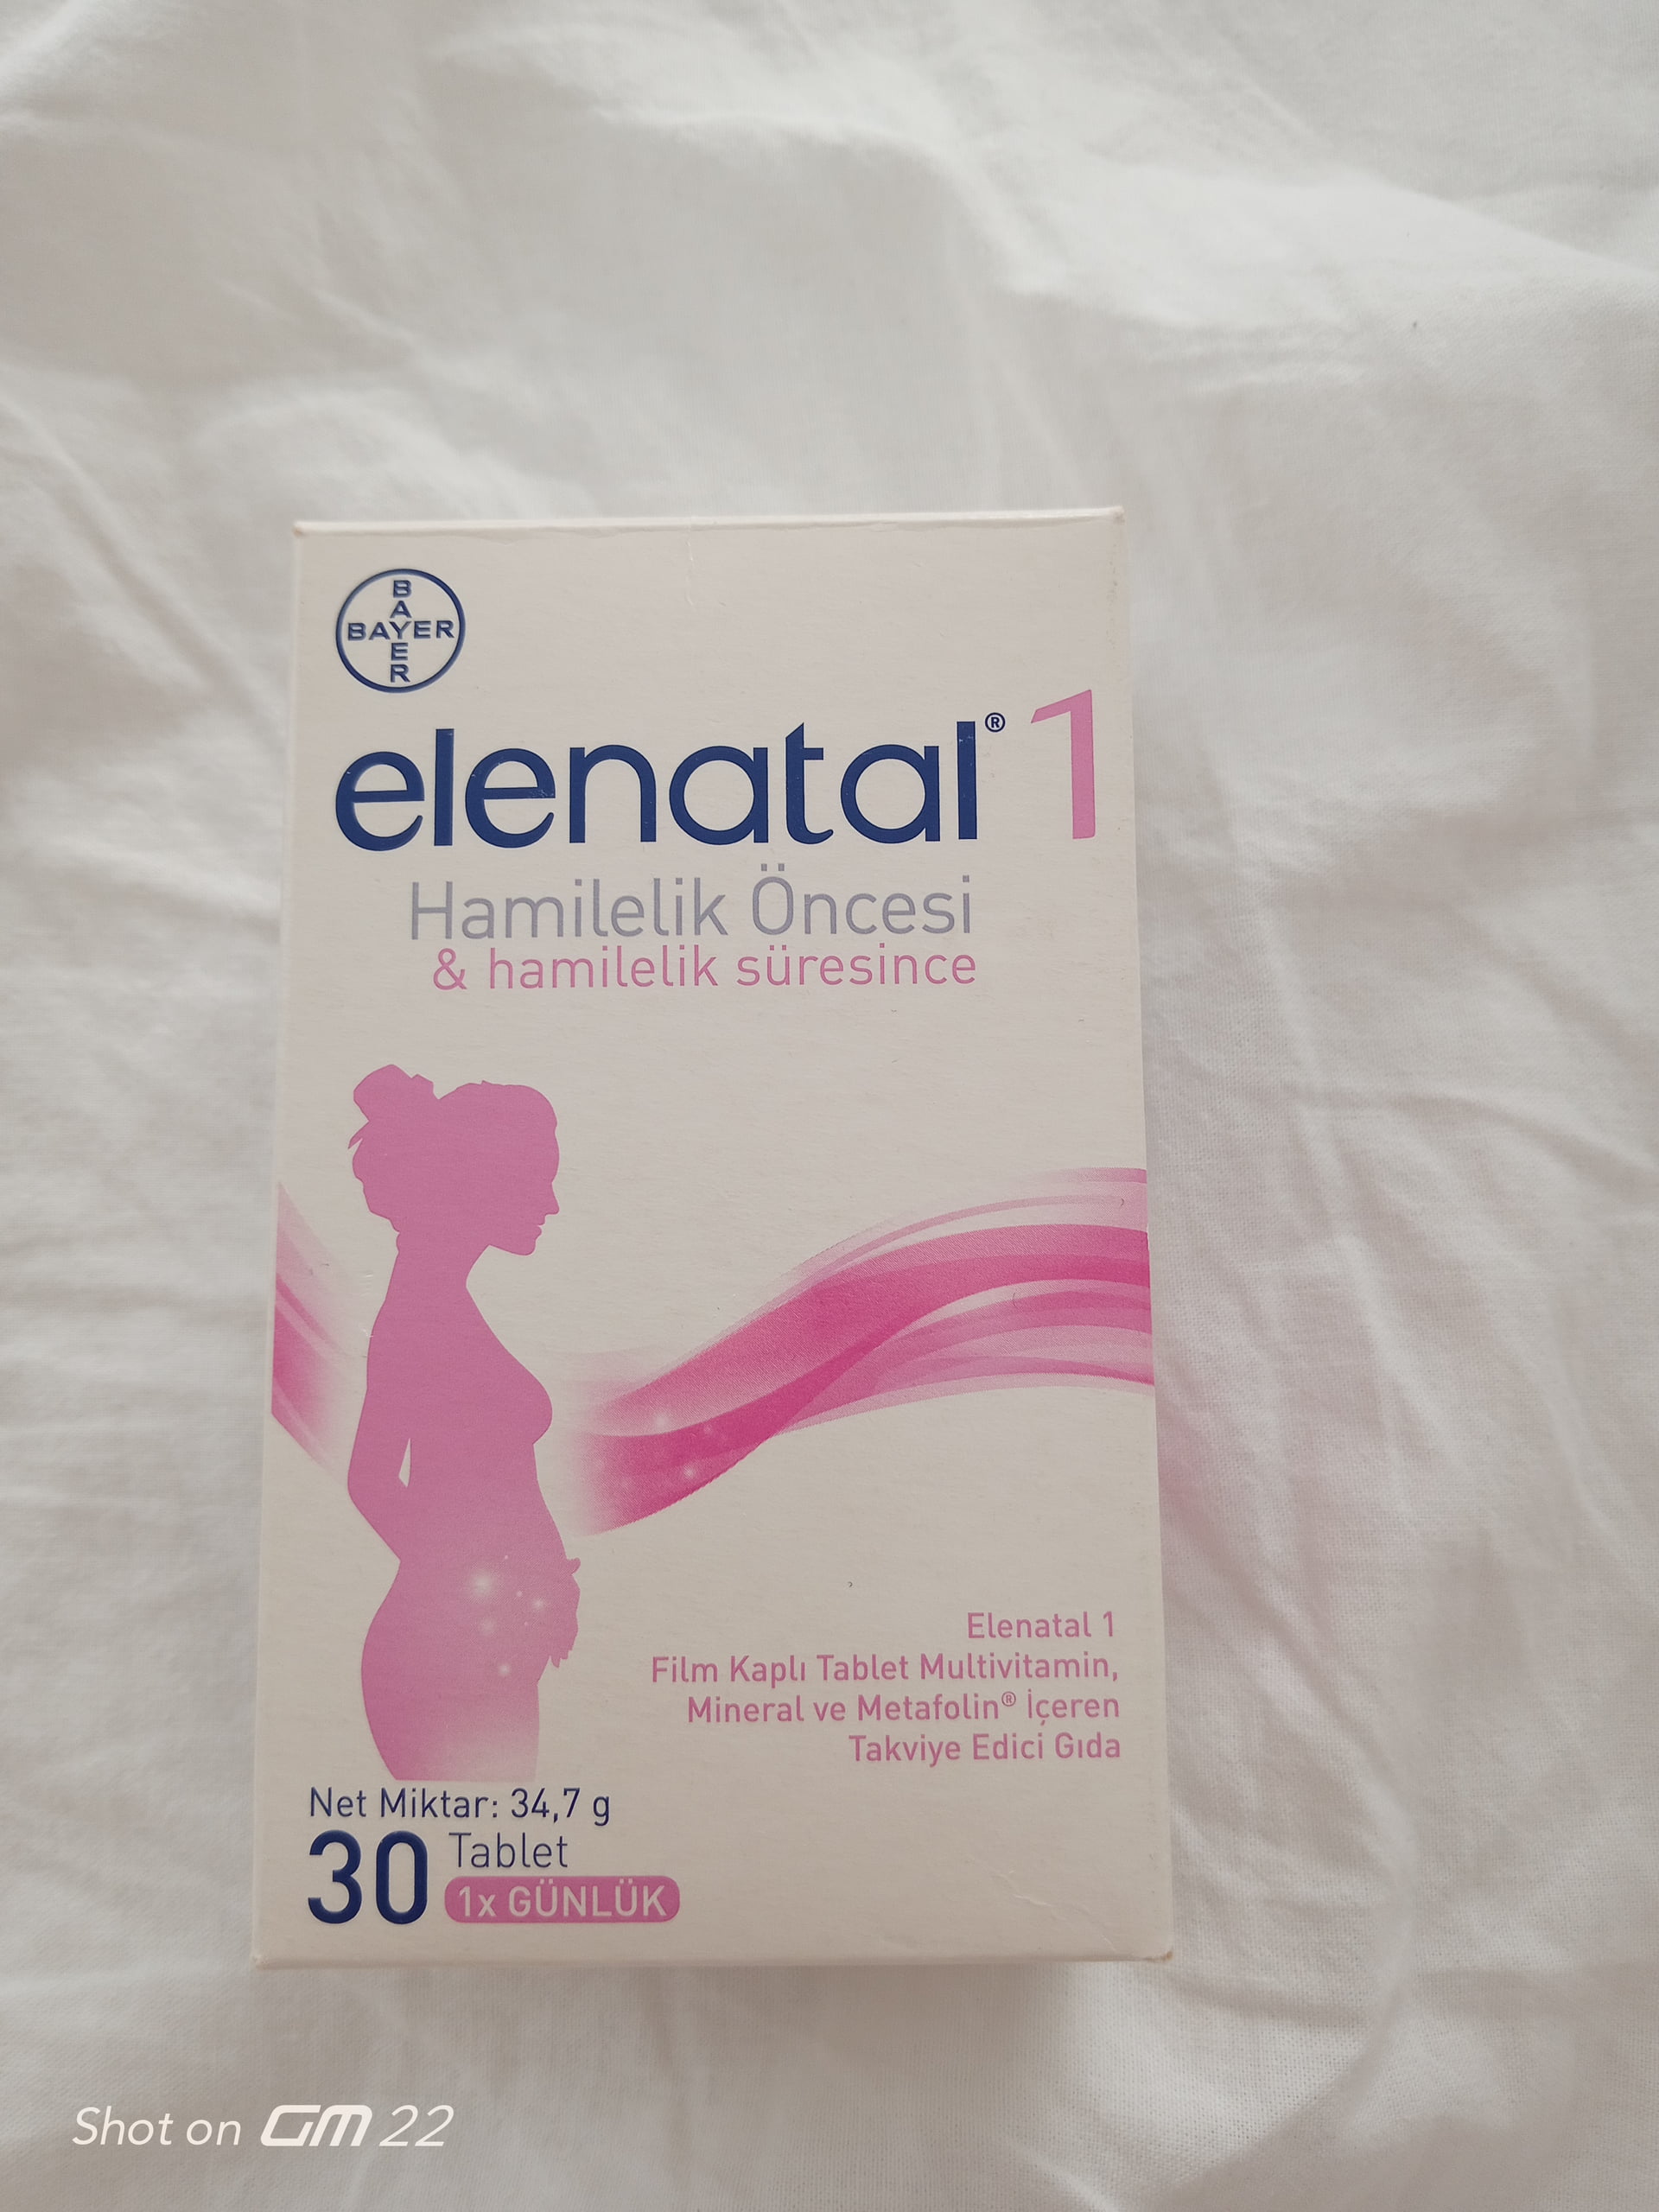 BAYER
BAYER
elenatal® 1
Hamilelik Öncesi
& hamilelik süresince
Elenatal 1
Film Kaplı Tablet Multivitamin,
Mineral ve Metafolin® İçeren
Takviye Edici Gıda
Net Miktar: 34,7 g
30 Tablet
1x GÜNLÜK
Shot on GM 22